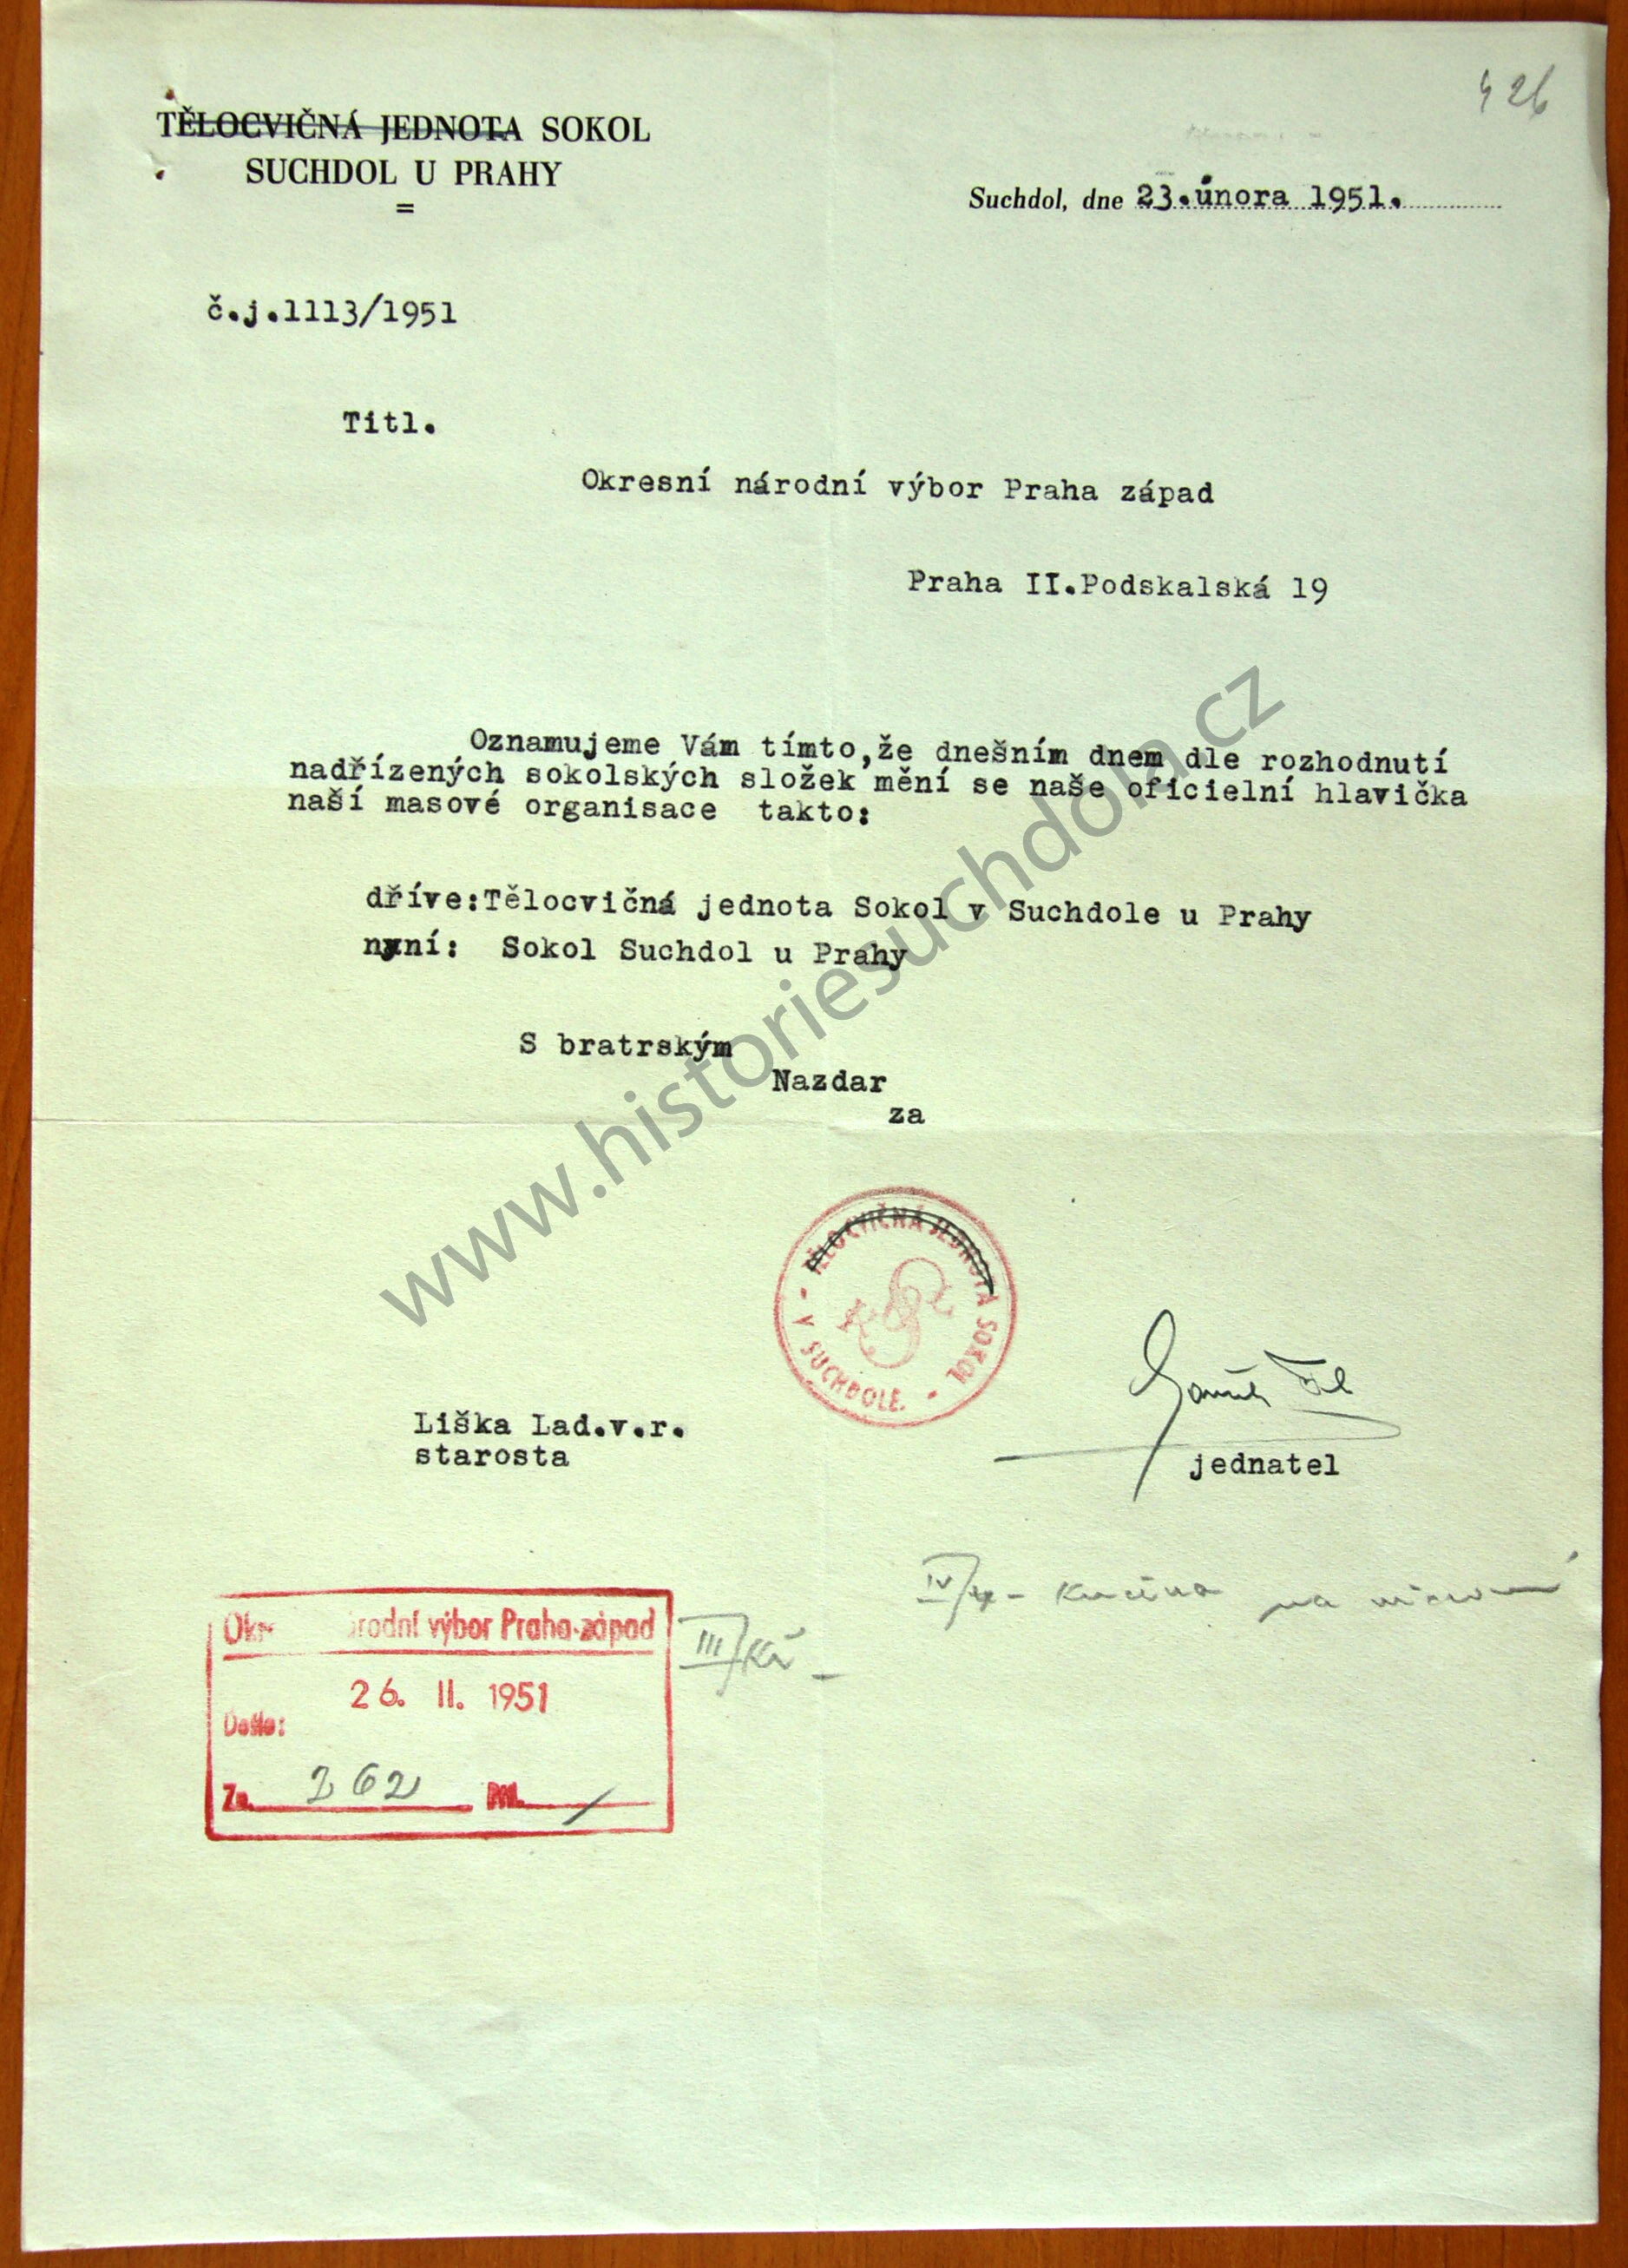 426
TĚLOCVIČNÁ JEDNOTA SOKOL
SUCHDOL U PRAHY
=
Suchdol, dne 23.února 1951.
č.j.1113/1951
Titl.
Okresní národní výbor Praha západ
Praha II.Podskalská 19
Oznamujeme Vám tímto,že dnešním dnem dle rozhodnutí
nadřízených sokolských složek mění se naše oficielní hlavička
naší masové organisace takto:
dříve:Tělocvičná jednota Sokol v Suchdole u Prahy
nyní: Sokol Suchdol u Prahy
S bratrským
Nazdar
za
TĚLOCVIČNÁ JEDNOTA SOKOL
V SUCHDOLE.
Liška Lad.v.r.
starosta
jednatel
národní výbor Praha-západ
26. II. 1951
Došlo:
262
III/Kř
www.historiesuchdola.cz